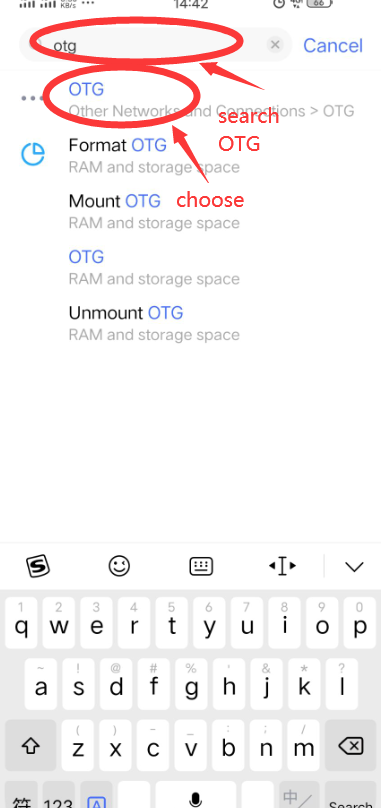 KB/s ... 14:42 66
otg Cancel
search
OTG
choose
OTG
Other Networks and Connections > OTG
Format OTG
RAM and storage space
Mount OTG
RAM and storage space
OTG
RAM and storage space
Unmount OTG
RAM and storage space
1 2 3 4 5 6 7 8 9 0
q w e r t y u i o p
~ ! @ # % ' & * ?
a s d f g h j k l
( ) - _ : ; /
z x c v b n m
符 123 A 中 Search